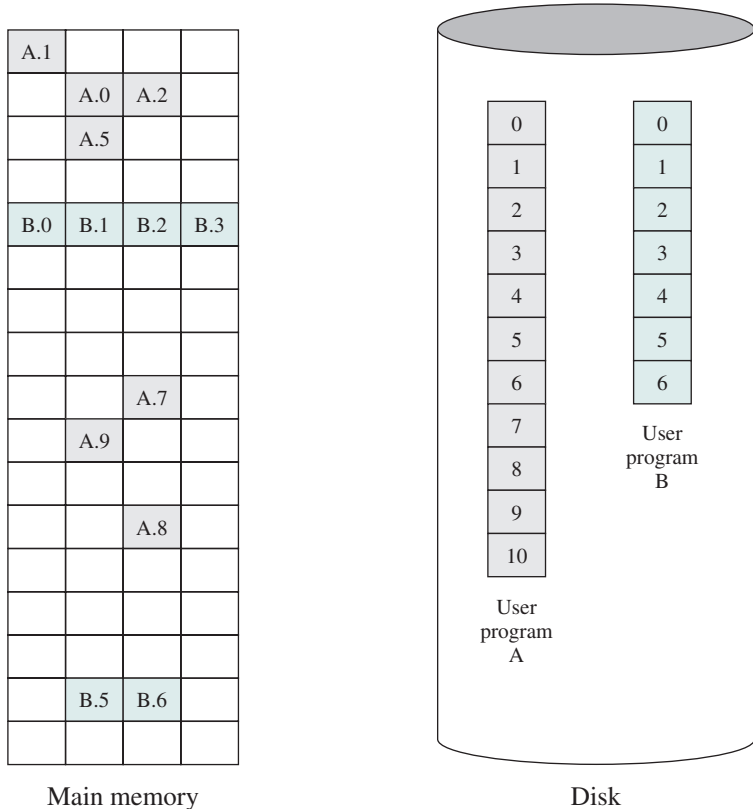 A.1
A.0 A.2
A.5
B.0 B.1 B.2 B.3
A.7
A.9
A.8
B.5 B.6
Main memory
0
1
2
3
4
5
6
7
8
9
10
User
program
A
0
1
2
3
4
5
6
User
program
B
Disk